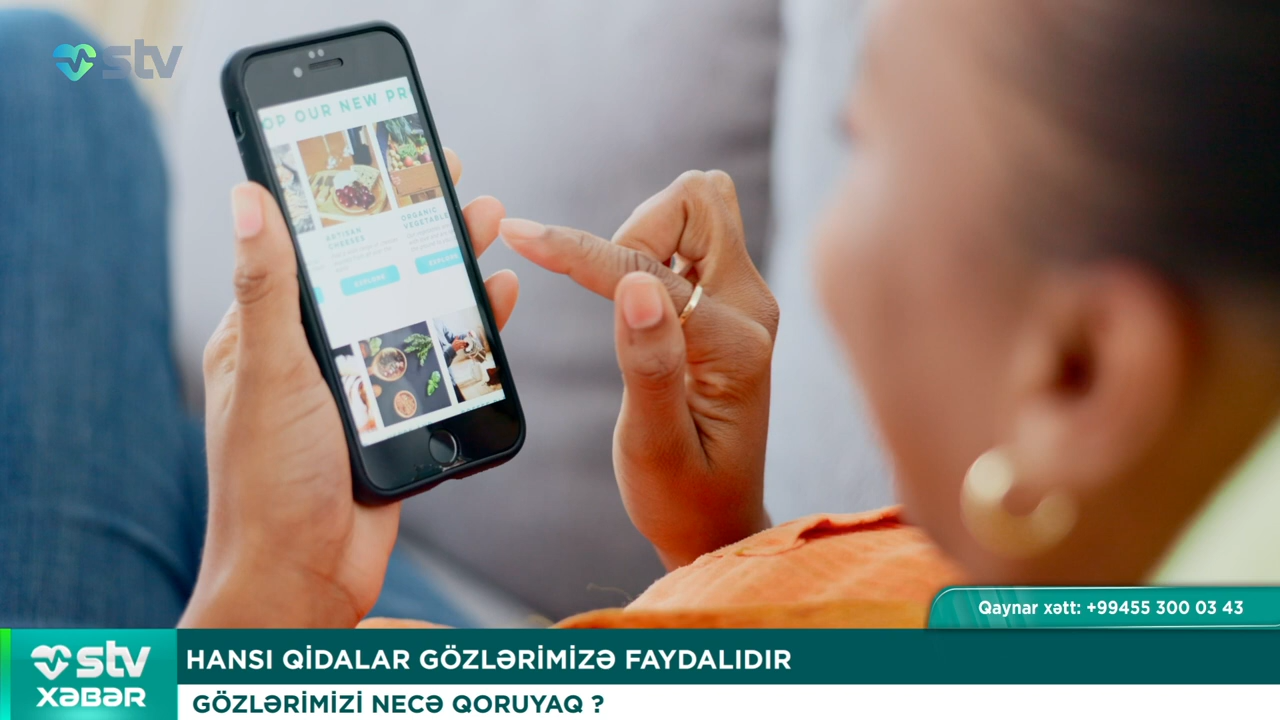 stv
OP OUR NEW PR
ARTISAN
CHEESES
ORGANIC
VEGETABLE
EXPLORE
EXPLORE
Qaynar xətt: +99455 300 03 43
stv
XƏBƏR
HANSI QİDALAR GÖZLƏRİMİZƏ FAYDALIDIR
GÖZLƏRİMİZİ NECƏ QORUYAQ ?